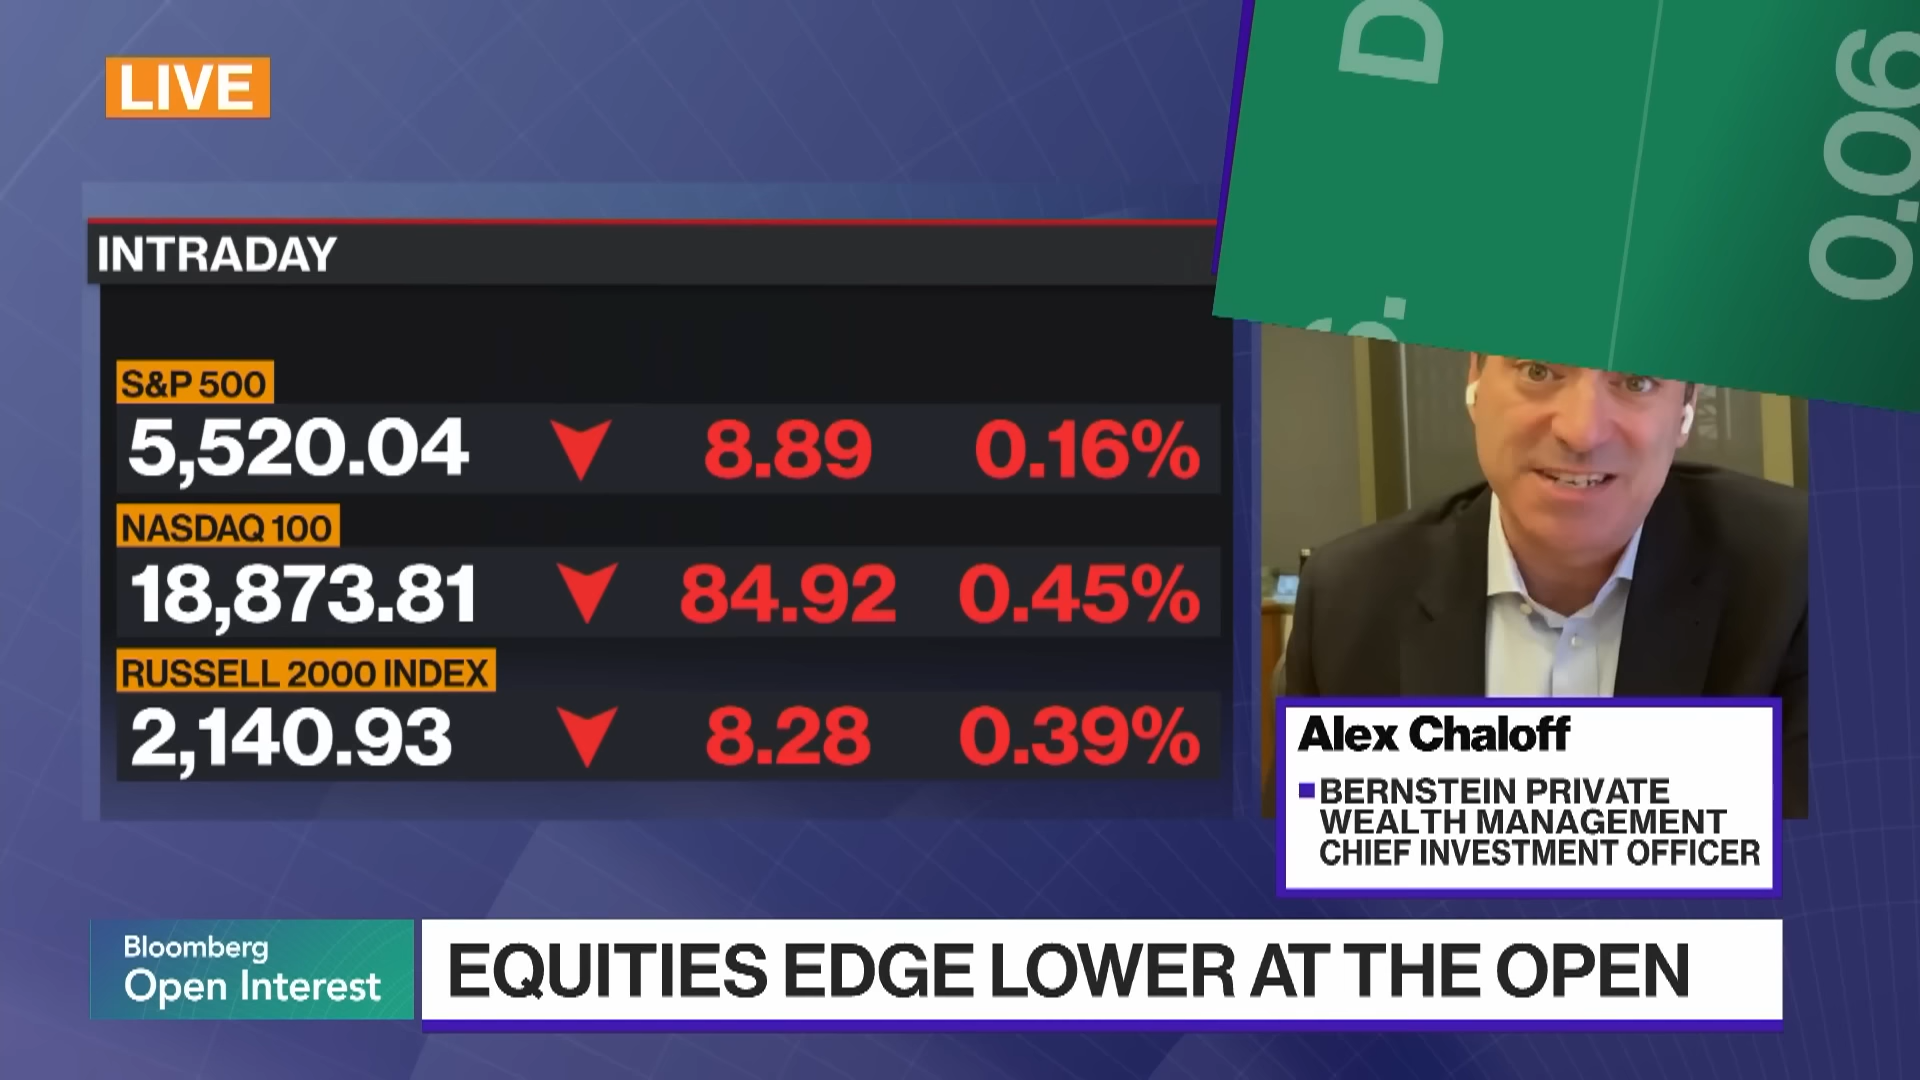 LIVE
D
0.06
INTRADAY
S&P 500
5,520.04 8.89 0.16%
NASDAQ 100
18,873.81 84.92 0.45%
RUSSELL 2000 INDEX
2,140.93 8.28 0.39%
Alex Chaloff
BERNSTEIN PRIVATE
WEALTH MANAGEMENT
CHIEF INVESTMENT OFFICER
Bloomberg
Open Interest
EQUITIES EDGE LOWER AT THE OPEN